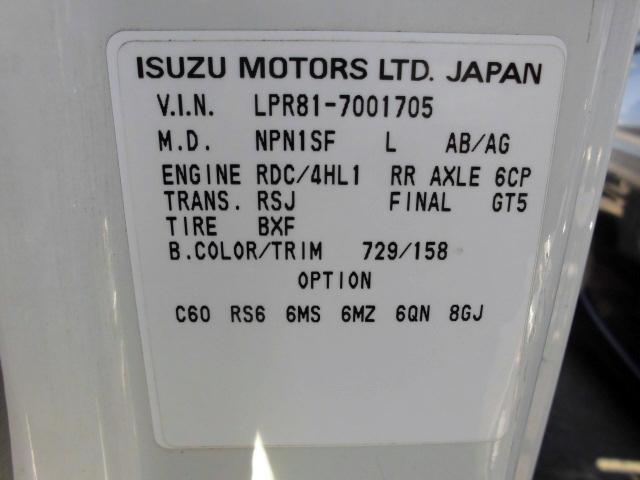 ISUZU MOTORS LTD. JAPAN
V.I.N. LPR81-7001705
M.D. NPN1SF L AB/AG
ENGINE RDC/4HL1 RR AXLE 6CP
TRANS. RSJ FINAL GT5
TIRE BXF
B.COLOR/TRIM 729/158
OPTION
C60 RS6 6MS 6MZ 6QN 8GJ